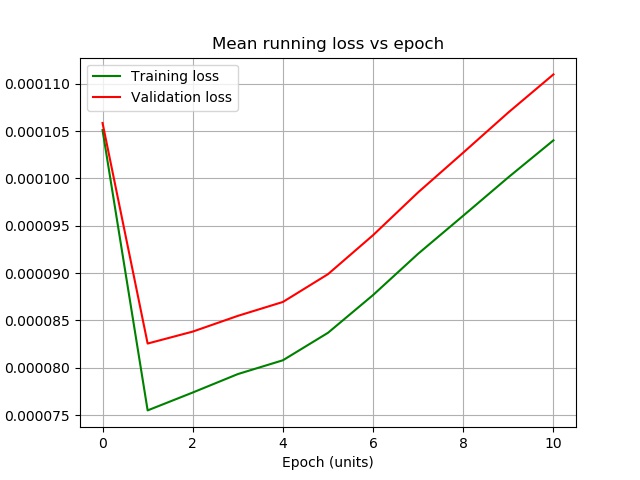 Mean running loss vs epoch
Training loss
Validation loss
0.000110
0.000105
0.000100
0.000095
0.000090
0.000085
0.000080
0.000075
0 2 4 6 8 10
Epoch (units)